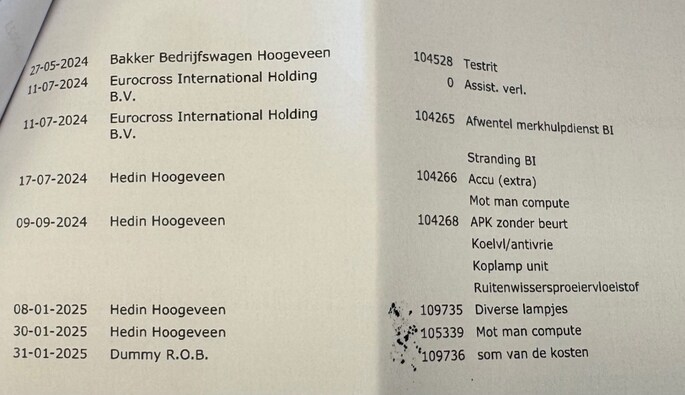 27-05-2024 Bakker Bedrijfswagen Hoogeveen 104528 Testrit
11-07-2024 Eurocross International Holding B.V. 0 Assist. verl.
11-07-2024 Eurocross International Holding B.V. 104265 Afwentel merkhulpdienst BI
Stranding BI
17-07-2024 Hedin Hoogeveen 104266 Accu (extra)
Mot man compute
09-09-2024 Hedin Hoogeveen 104268 APK zonder beurt
Koelvl/antivrie
Koplamp unit
Ruitenwissersproeiervloeistof
08-01-2025 Hedin Hoogeveen 109735 Diverse lampjes
30-01-2025 Hedin Hoogeveen 105339 Mot man compute
31-01-2025 Dummy R.O.B. 109736 som van de kosten